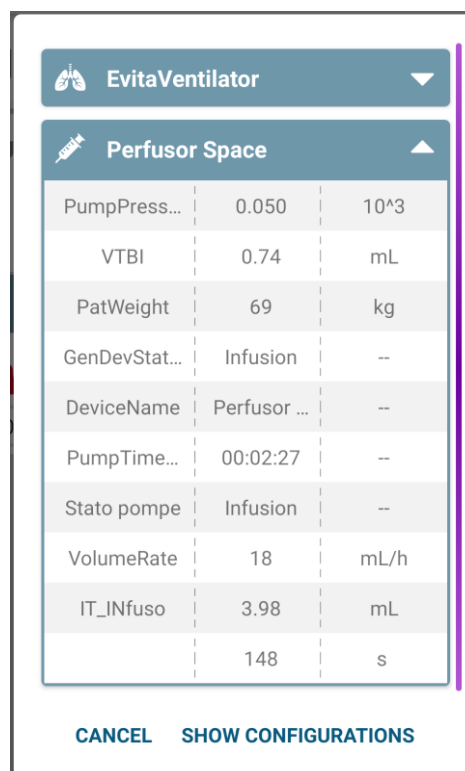 EvitaVentilator
Perfusor Space
PumpPress... 0.050 10^3
VTBI 0.74 mL
PatWeight 69 kg
GenDevStat... Infusion --
DeviceName Perfusor ... --
PumpTime... 00:02:27 --
Stato pompe Infusion --
VolumeRate 18 mL/h
IT_INfuso 3.98 mL
148 s
CANCEL SHOW CONFIGURATIONS